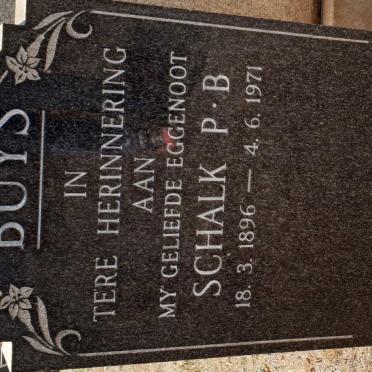 BUYS
IN
TERE HERINNERING
AAN
MY GELIEFDE EGGENOOT
SCHALK P·B
18. 3. 1896 — 4. 6. 1971